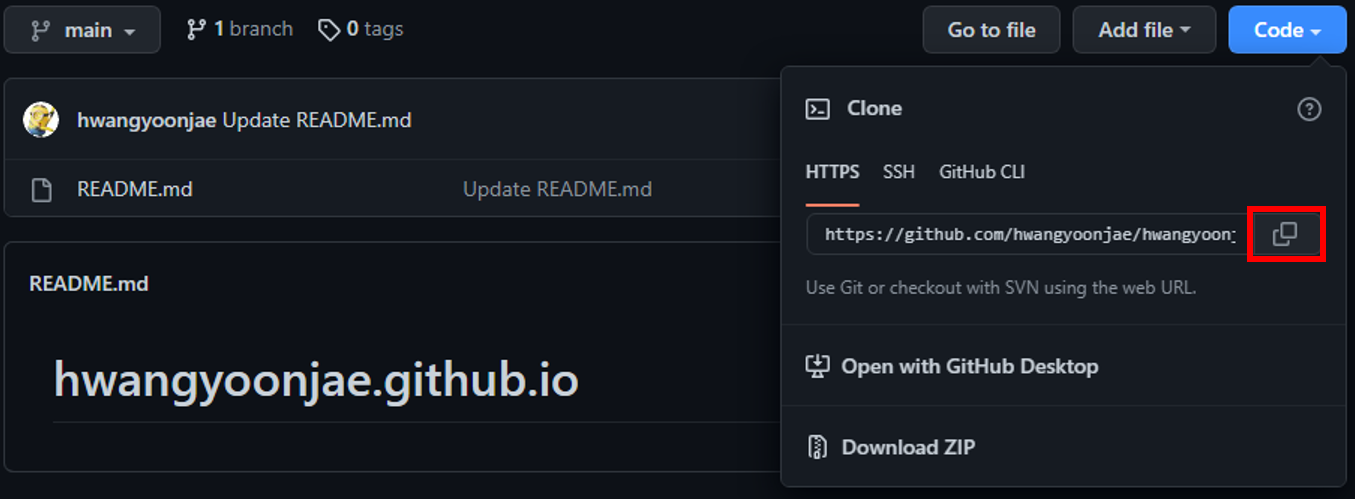 main 1 branch 0 tags Go to file Add file Code
hwangyoonjae Update README.md
README.md Update README.md
README.md
hwangyoonjae.github.io
Clone
HTTPS SSH GitHub CLI
https://github.com/hwangyoonjae/hwangyoonj
Use Git or checkout with SVN using the web URL.
Open with GitHub Desktop
Download ZIP